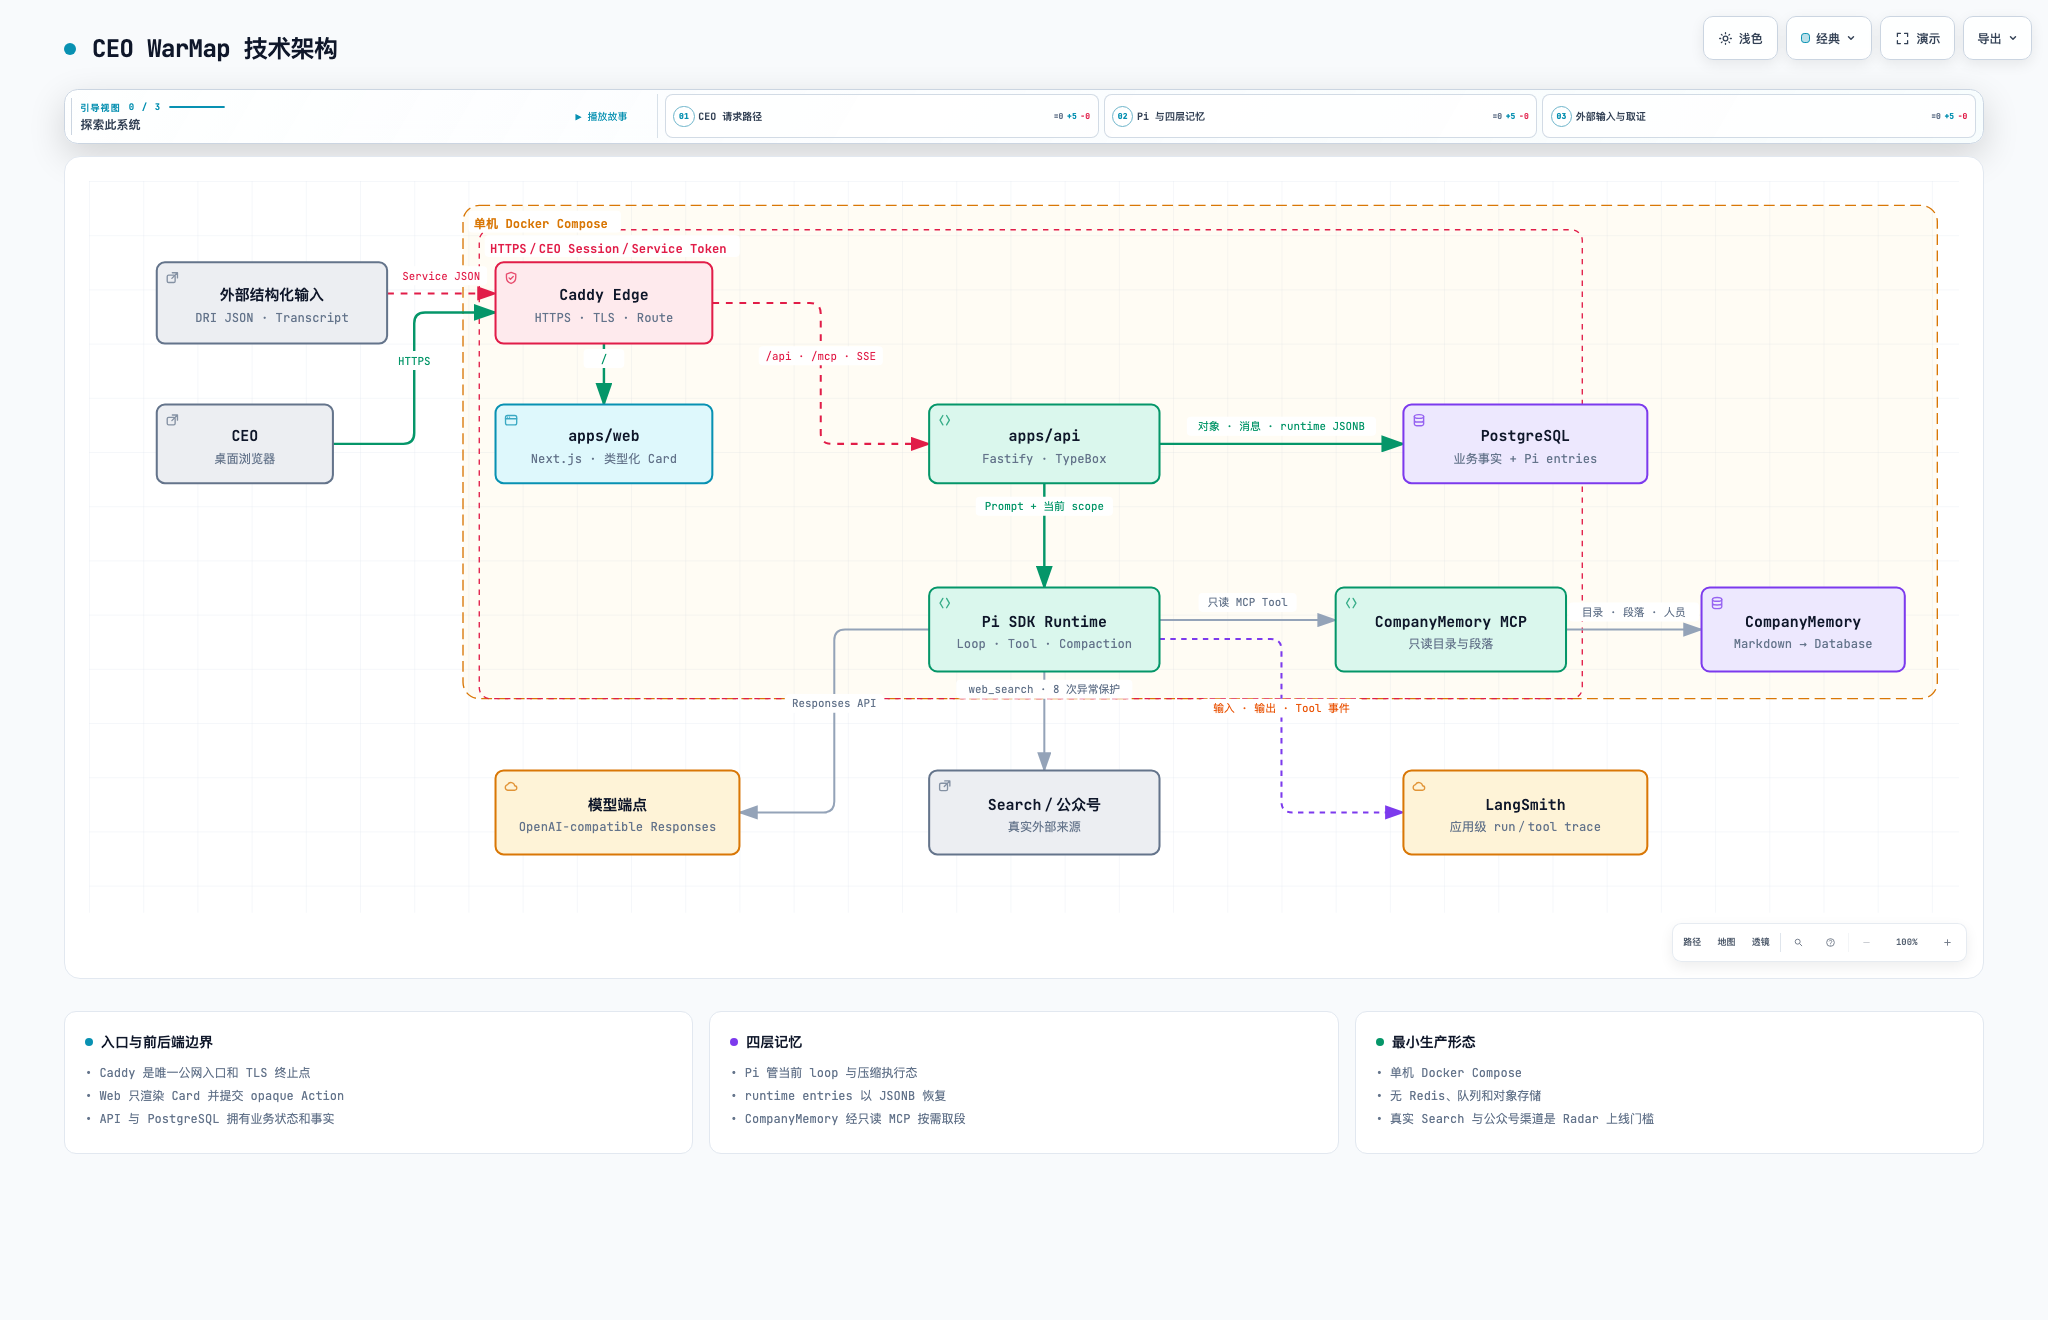 CEO WarMap 技术架构
浅色
经典
演示
导出
引导视图 0 / 3
探索此系统
▶ 播放故事
01 CEO 请求路径 ≡0 +5 -0
02 Pi 与四层记忆 ≡0 +5 -0
03 外部输入与取证 ≡0 +5 -0
单机 Docker Compose
HTTPS / CEO Session / Service Token
外部结构化输入
DRI JSON · Transcript
Service JSON
Caddy Edge
HTTPS · TLS · Route
HTTPS
/
/api · /mcp · SSE
CEO
桌面浏览器
apps/web
Next.js · 类型化 Card
apps/api
Fastify · TypeBox
对象 · 消息 · runtime JSONB
PostgreSQL
业务事实 + Pi entries
Prompt + 当前 scope
Pi SDK Runtime
Loop · Tool · Compaction
只读 MCP Tool
CompanyMemory MCP
只读目录与段落
目录 · 段落 · 人员
CompanyMemory
Markdown → Database
Responses API
web_search · 8 次异常保护
输入 · 输出 · Tool 事件
模型端点
OpenAI-compatible Responses
Search / 公众号
真实外部来源
LangSmith
应用级 run / tool trace
路径
地图
透镜
−
100%
+
入口与前后端边界
• Caddy 是唯一公网入口和 TLS 终止点
• Web 只渲染 Card 并提交 opaque Action
• API 与 PostgreSQL 拥有业务状态和事实
四层记忆
• Pi 管当前 loop 与压缩执行态
• runtime entries 以 JSONB 恢复
• CompanyMemory 经只读 MCP 按需取段
最小生产形态
• 单机 Docker Compose
• 无 Redis、队列和对象存储
• 真实 Search 与公众号渠道是 Radar 上线门槛